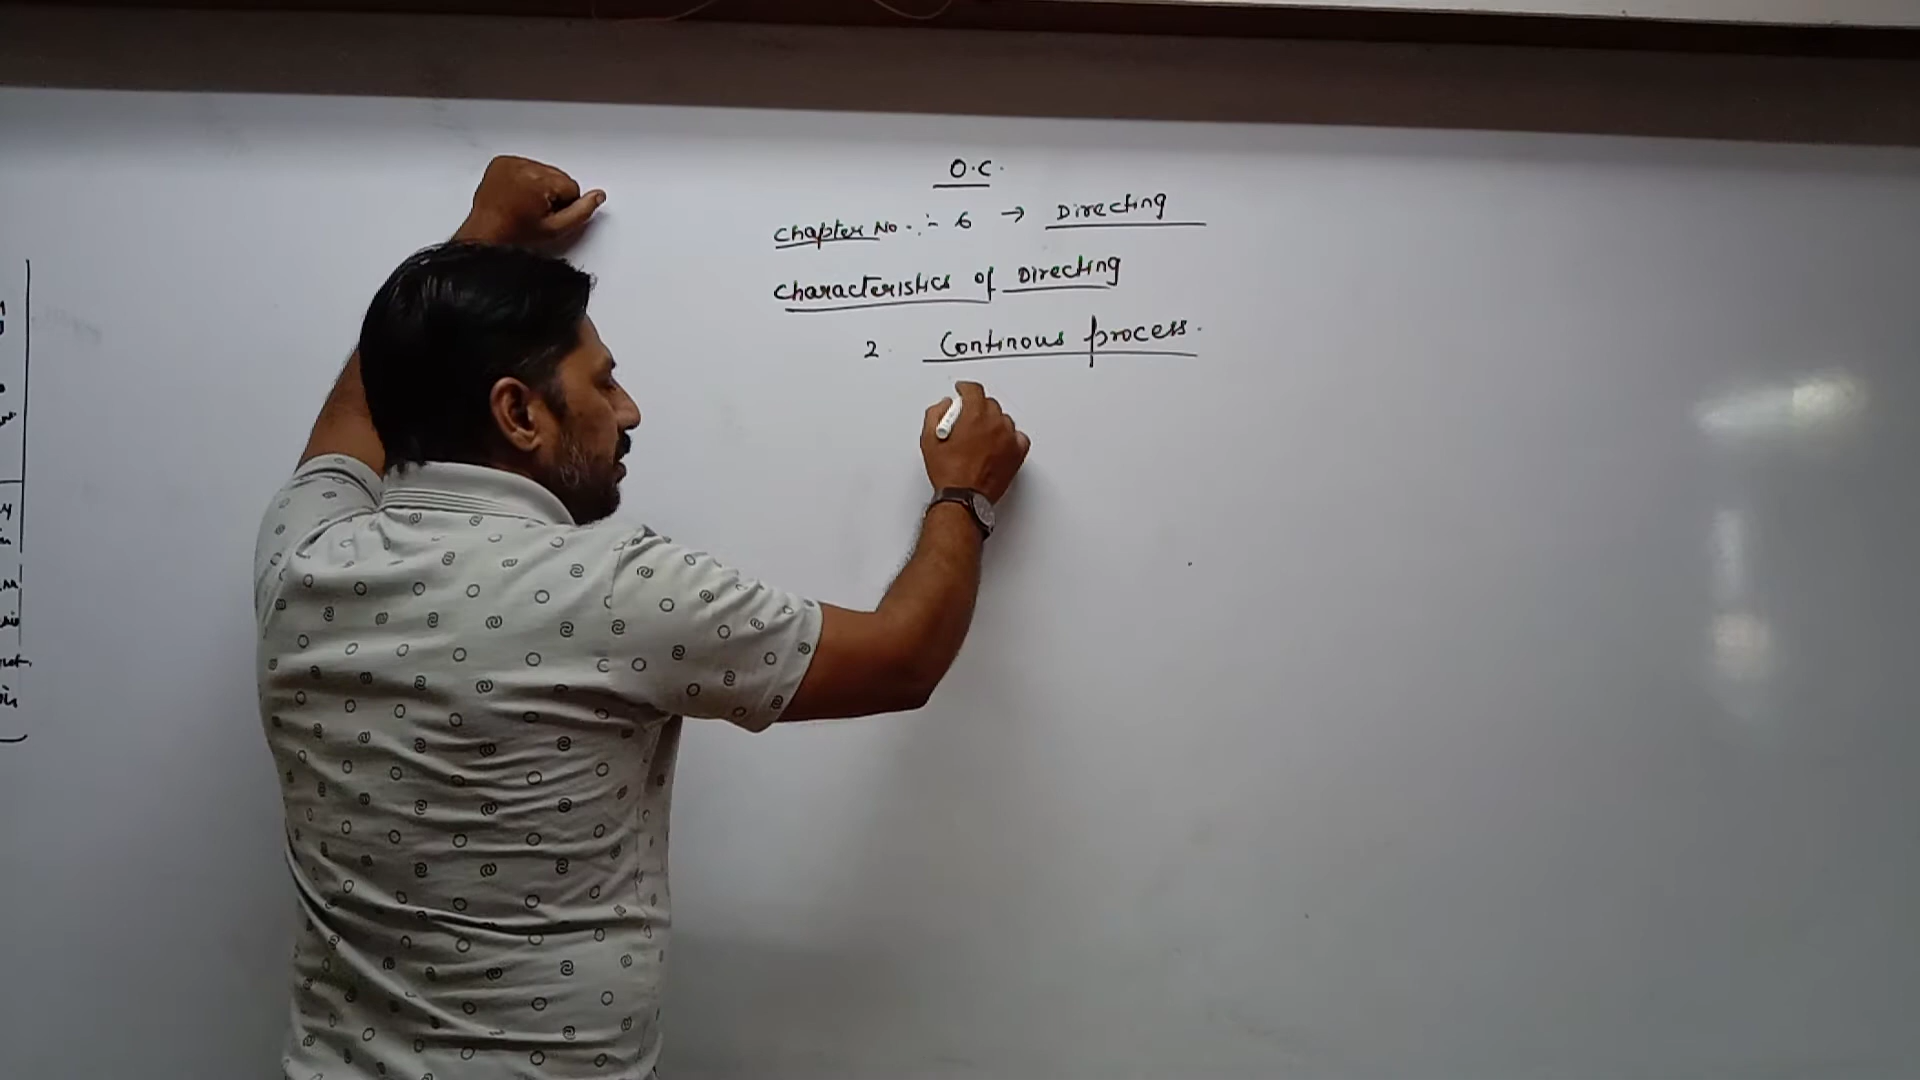 O.C.
Chapter No. :- 6 → Directing
Characteristics of Directing
2. Continous process.